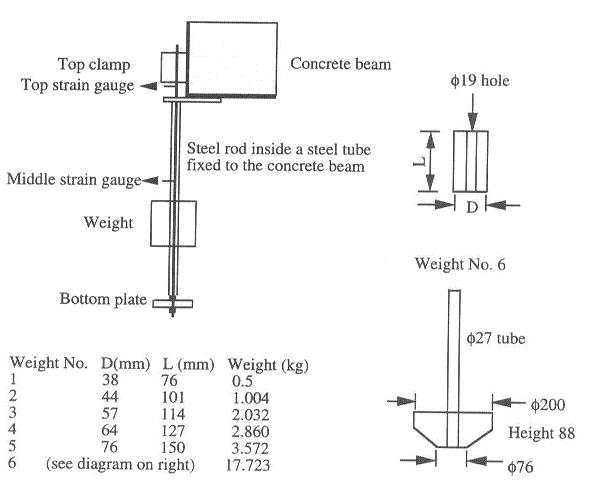 Top clamp
Top strain gauge
Concrete beam
Steel rod inside a steel tube
fixed to the concrete beam
Middle strain gauge
Weight
Bottom plate
ϕ19 hole
L
D
Weight No. 6
ϕ27 tube
ϕ200
Height 88
ϕ76
Weight No. D(mm) L (mm) Weight (kg)
1 38 76 0.5
2 44 101 1.004
3 57 114 2.032
4 64 127 2.860
5 76 150 3.572
6 (see diagram on right) 17.723